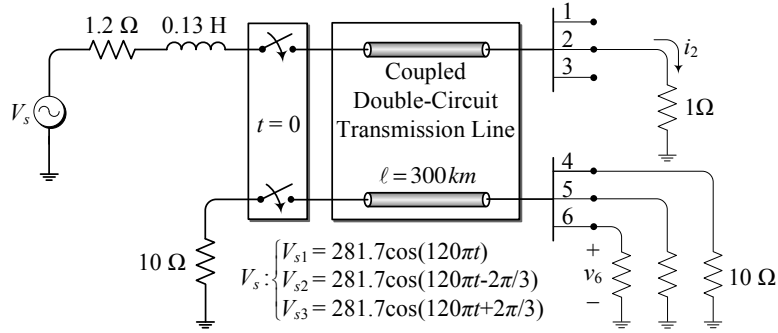 1.2 Ω
0.13 H
V_s
t = 0
Coupled
Double-Circuit
Transmission Line
ℓ = 300 km
1
2
3
i_2
1Ω
4
5
6
10 Ω
V_s : { V_s1 = 281.7cos(120πt)
V_s2 = 281.7cos(120πt-2π/3)
V_s3 = 281.7cos(120πt+2π/3)
+
v_6
−
10 Ω